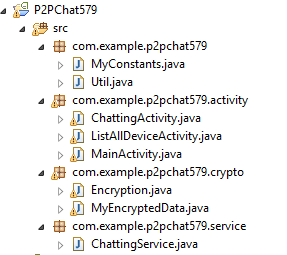 P2PChat579
src
com.example.p2pchat579
MyConstants.java
Util.java
com.example.p2pchat579.activity
ChattingActivity.java
ListAllDeviceActivity.java
MainActivity.java
com.example.p2pchat579.crypto
Encryption.java
MyEncryptedData.java
com.example.p2pchat579.service
ChattingService.java